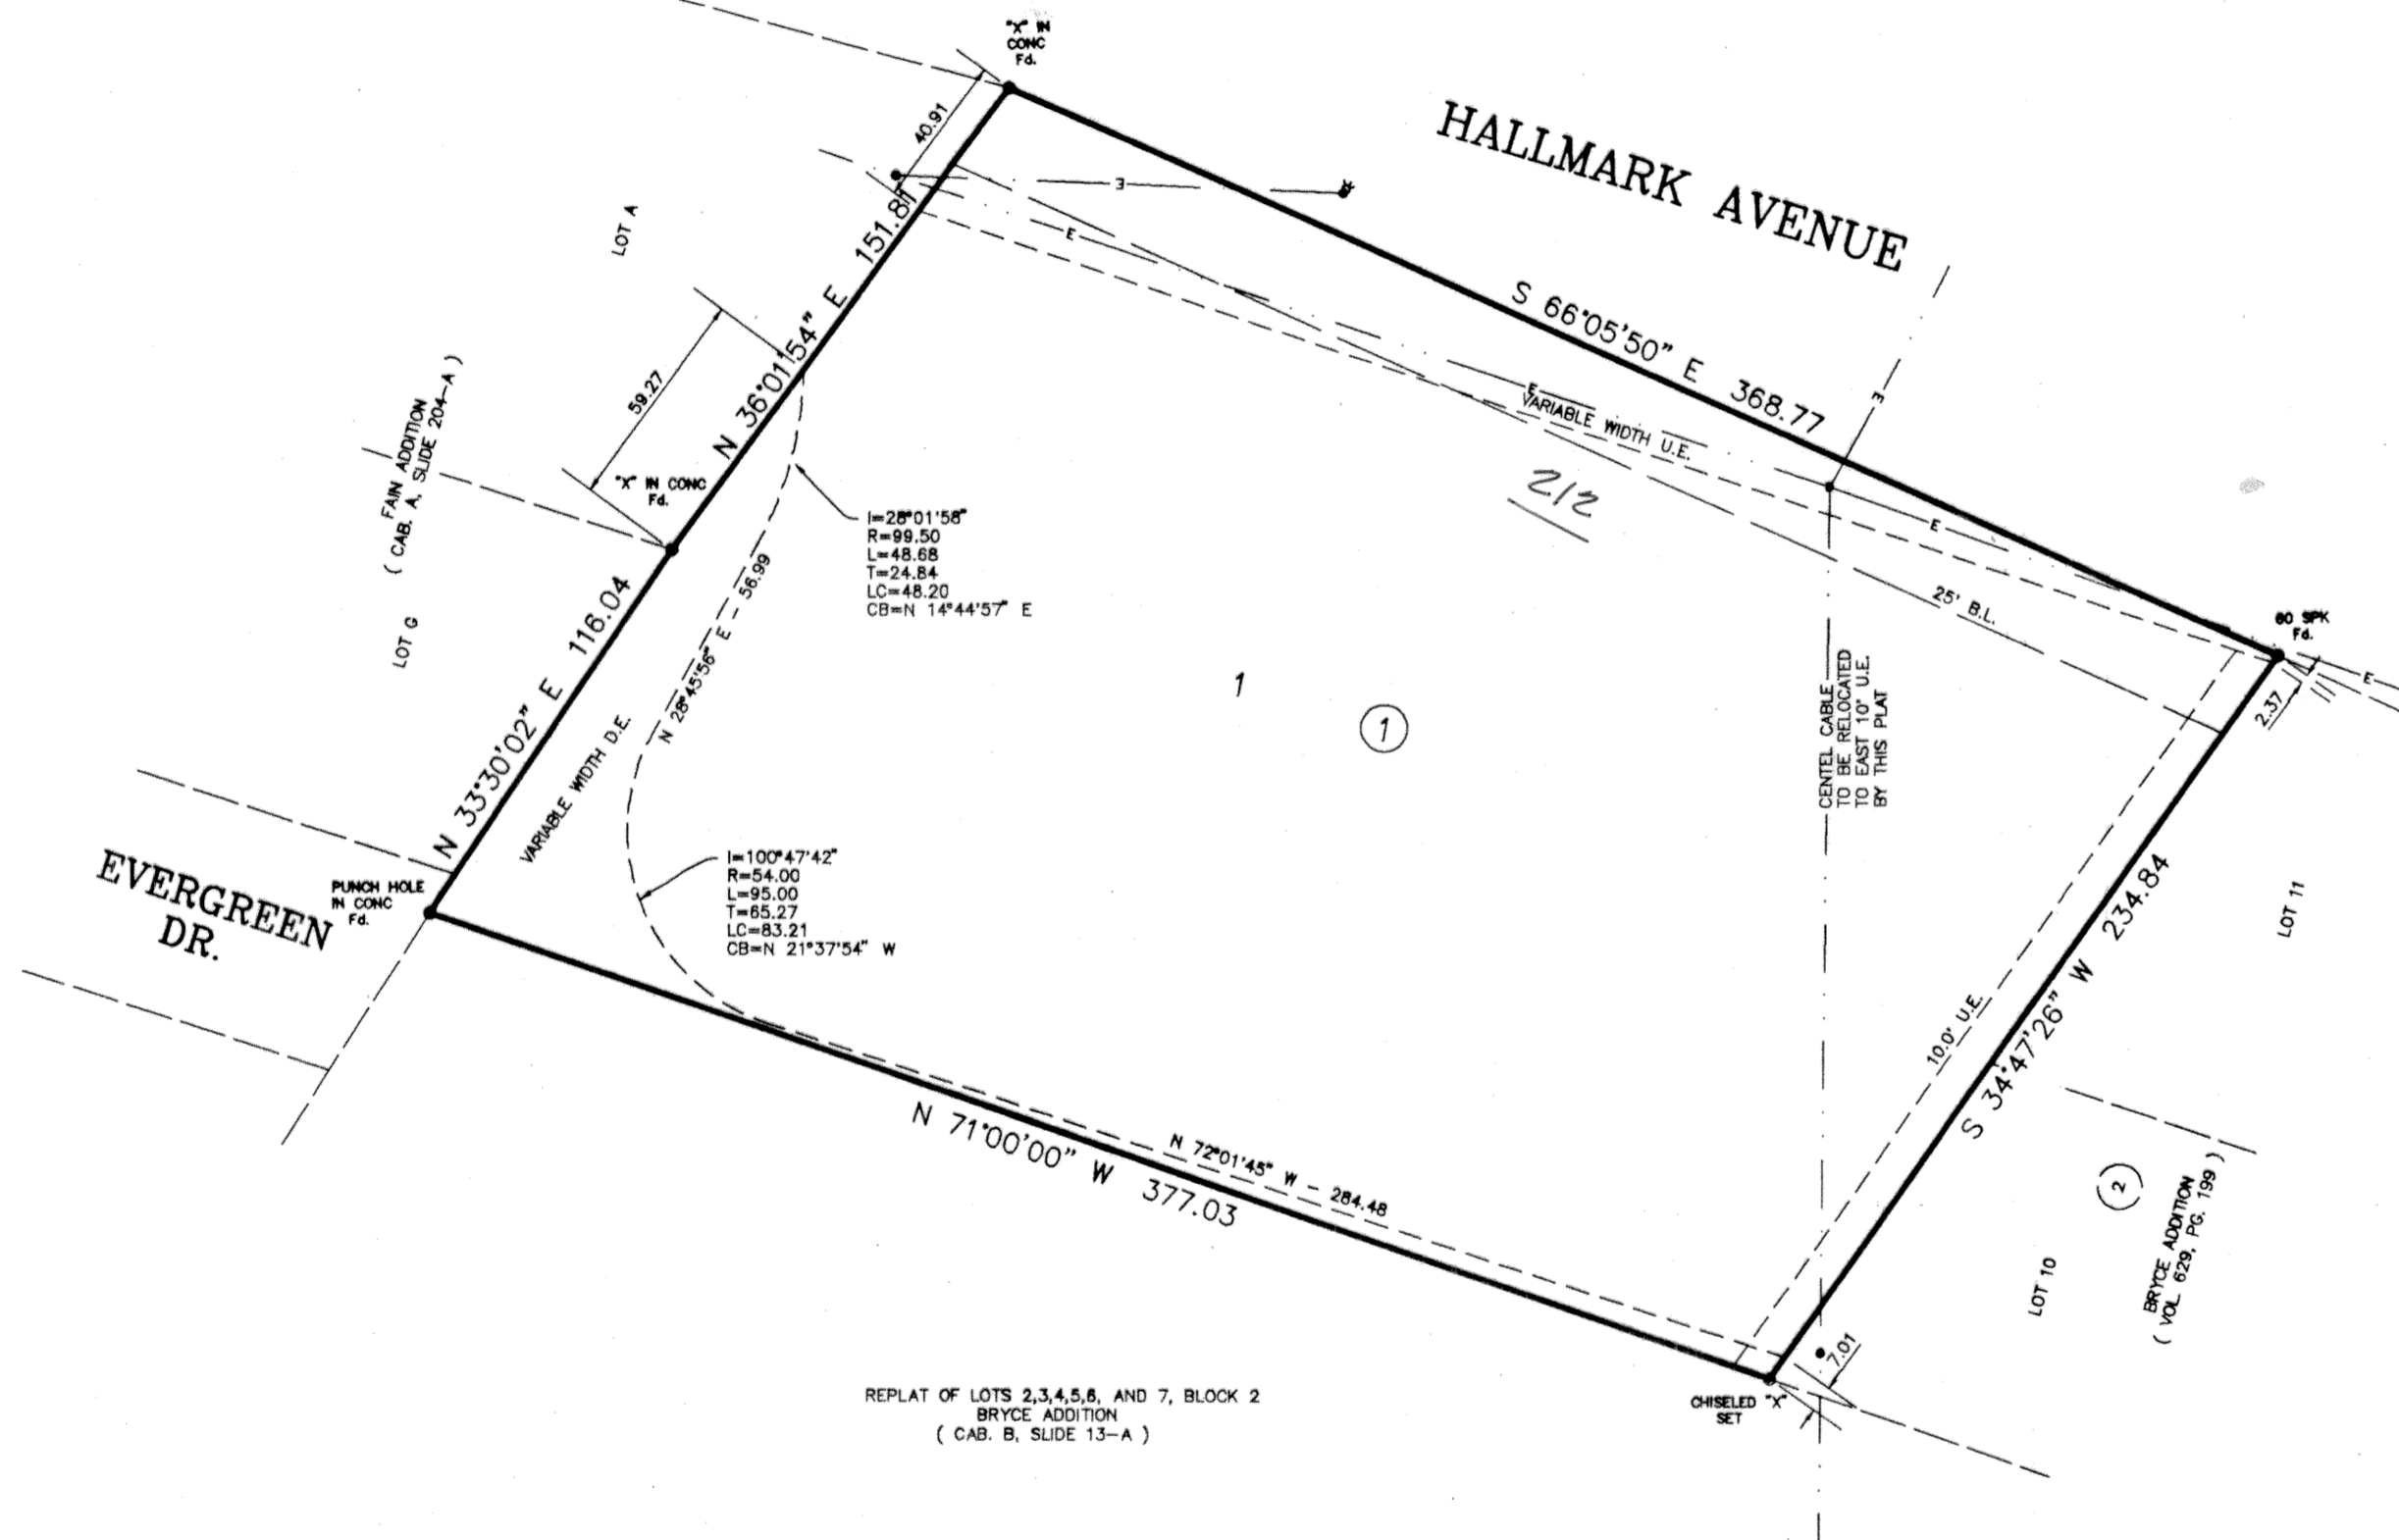 "X" IN
CONC
Fd.
40.91
HALLMARK AVENUE
E
E
LOT A
N 36°01'54" E 151.81
S 66°05'50" E 368.77
E
59.27
FAIN ADDITION
( CAB. A, SLIDE 204-A )
"X" IN CONC
Fd.
E
VARIABLE WIDTH U.E.
212
I=28°01'58"
R=99.50
L=48.68
T=24.84
LC=48.20
CB=N 14°44'57" E
E
25' B.L.
60 SPK
Fd.
E
2.37
LOT G
N 33°30'02" E 116.04
N 28°45'56" E - 56.99
VARIABLE WIDTH D.E.
1
1
CENTEL CABLE
TO BE RELOCATED
TO EAST 10' U.E.
BY THIS PLAT
EVERGREEN
DR.
PUNCH HOLE
IN CONC
Fd.
I=100°47'42"
R=54.00
L=95.00
T=65.27
LC=83.21
CB=N 21°37'54" W
S 34°47'26" W 234.84
LOT 11
10.0' U.E.
N 71°00'00" W 377.03
N 72°01'45" W - 284.48
2
BRYCE ADDITION
( VOL. 629, PG. 199 )
LOT 10
7.01
CHISELED "X"
SET
REPLAT OF LOTS 2,3,4,5,6, AND 7, BLOCK 2
BRYCE ADDITION
( CAB. B, SLIDE 13-A )